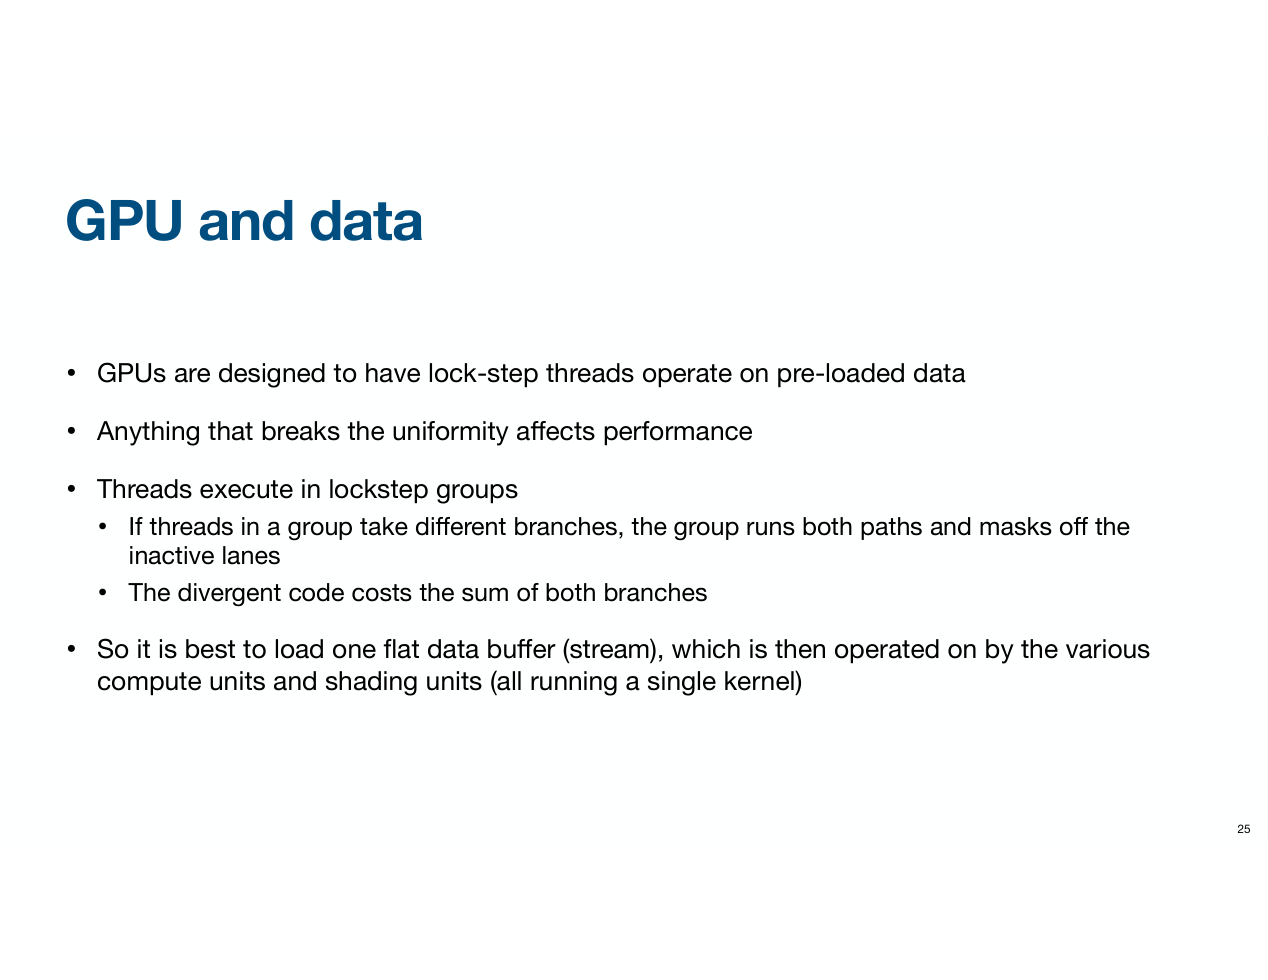 GPU and data
• GPUs are designed to have lock-step threads operate on pre-loaded data
• Anything that breaks the uniformity affects performance
• Threads execute in lockstep groups
• If threads in a group take different branches, the group runs both paths and masks off the
inactive lanes
• The divergent code costs the sum of both branches
• So it is best to load one flat data buffer (stream), which is then operated on by the various
compute units and shading units (all running a single kernel)
25